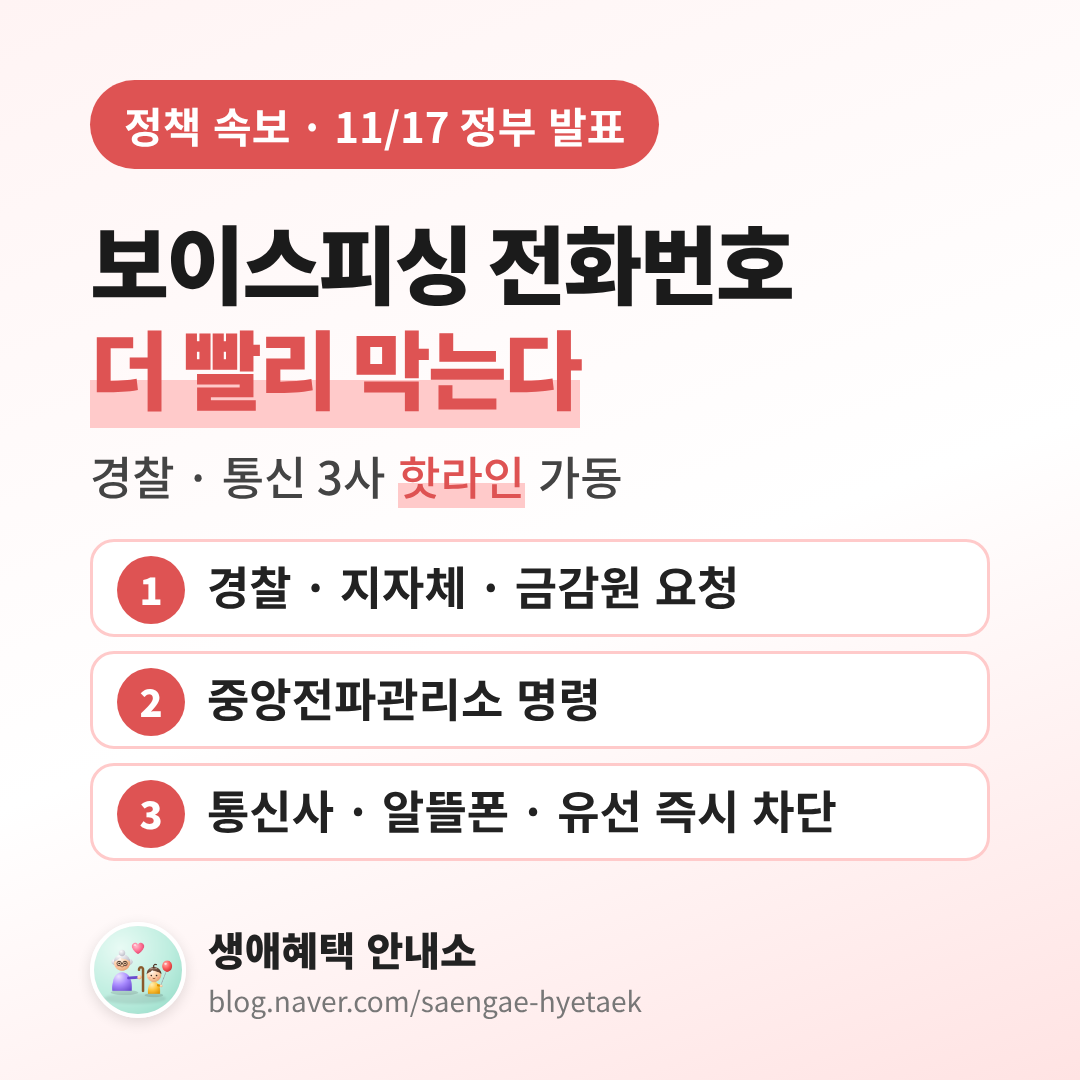 정책 속보 · 11/17 정부 발표
보이스피싱 전화번호
더 빨리 막는다
경찰 · 통신 3사 핫라인 가동
1 경찰 · 지자체 · 금감원 요청
2 중앙전파관리소 명령
3 통신사 · 알뜰폰 · 유선 즉시 차단
생애혜택 안내소
blog.naver.com/saengae-hyetaek